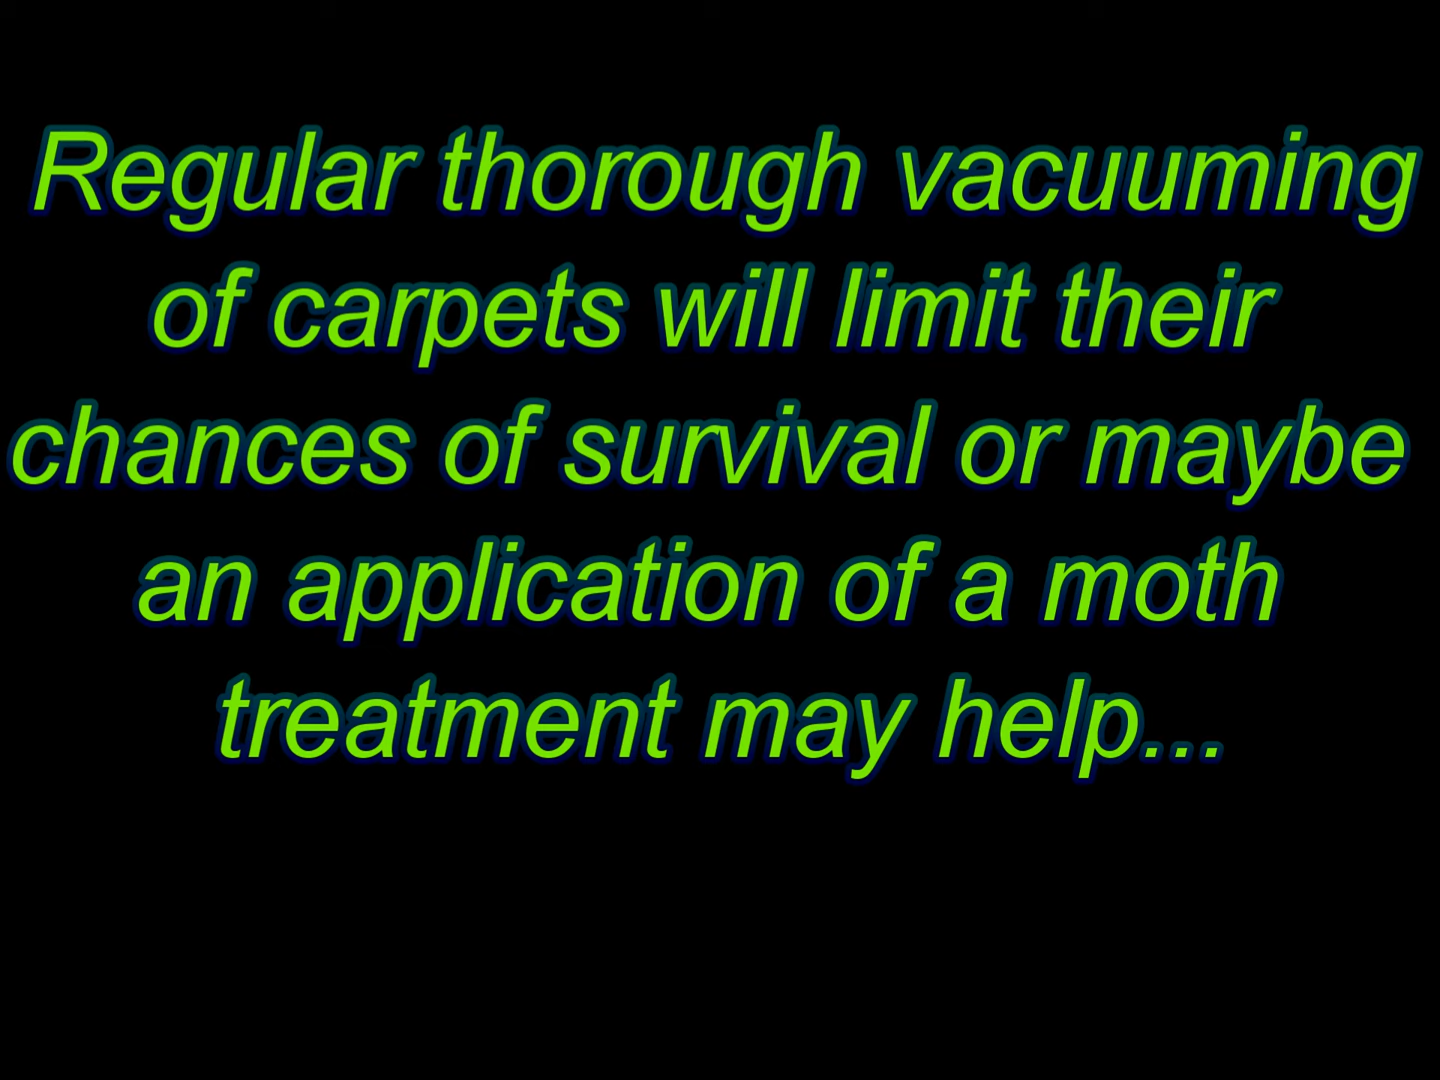 Regular thorough vacuuming
of carpets will limit their
chances of survival or maybe
an application of a moth
treatment may help...